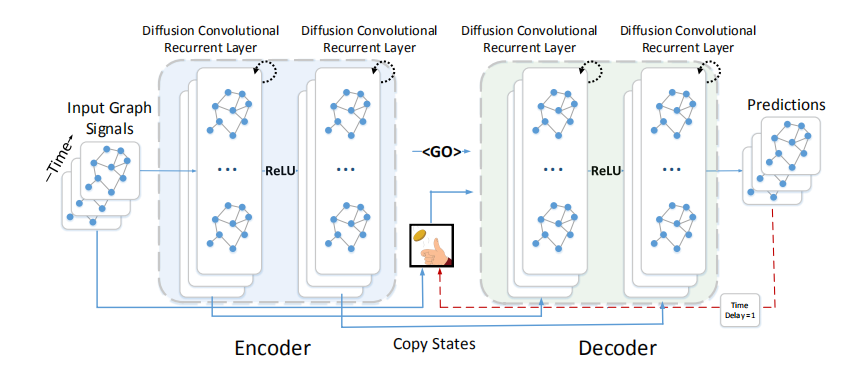 Diffusion Convolutional
Recurrent Layer
Diffusion Convolutional
Recurrent Layer
Diffusion Convolutional
Recurrent Layer
Diffusion Convolutional
Recurrent Layer
Input Graph
Signals
Time
Predictions
...
ReLU
...
<GO>
...
ReLU
...
Time
Delay=1
Copy States
Encoder
Decoder